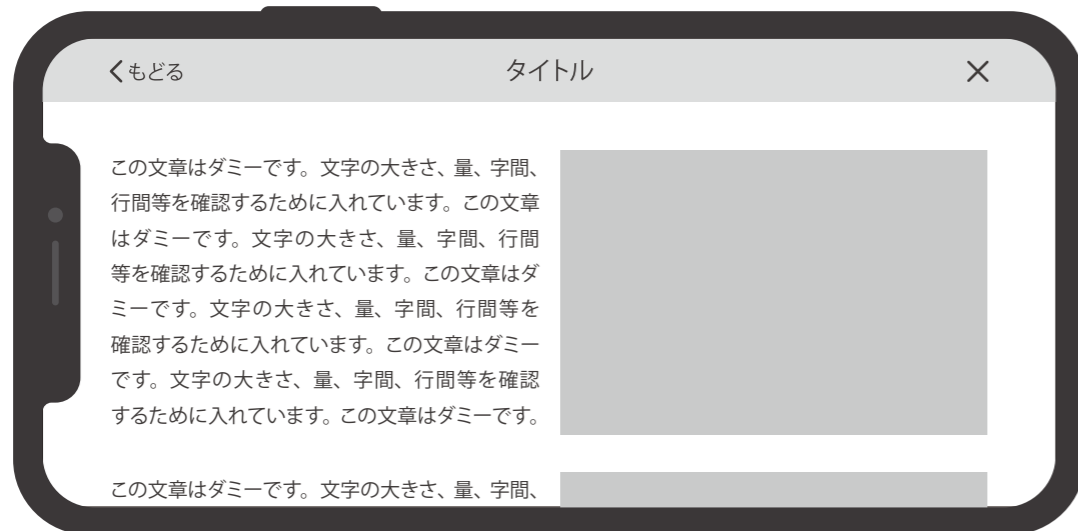 もどる
タイトル
この文章はダミーです。文字の大きさ、量、字間、
行間等を確認するために入れています。この文章
はダミーです。文字の大きさ、量、字間、行間
等を確認するために入れています。この文章はダ
ミーです。文字の大きさ、量、字間、行間等を
確認するために入れています。この文章はダミー
です。文字の大きさ、量、字間、行間等を確認
するために入れています。この文章はダミーです。
この文章はダミーです。文字の大きさ、量、字間、